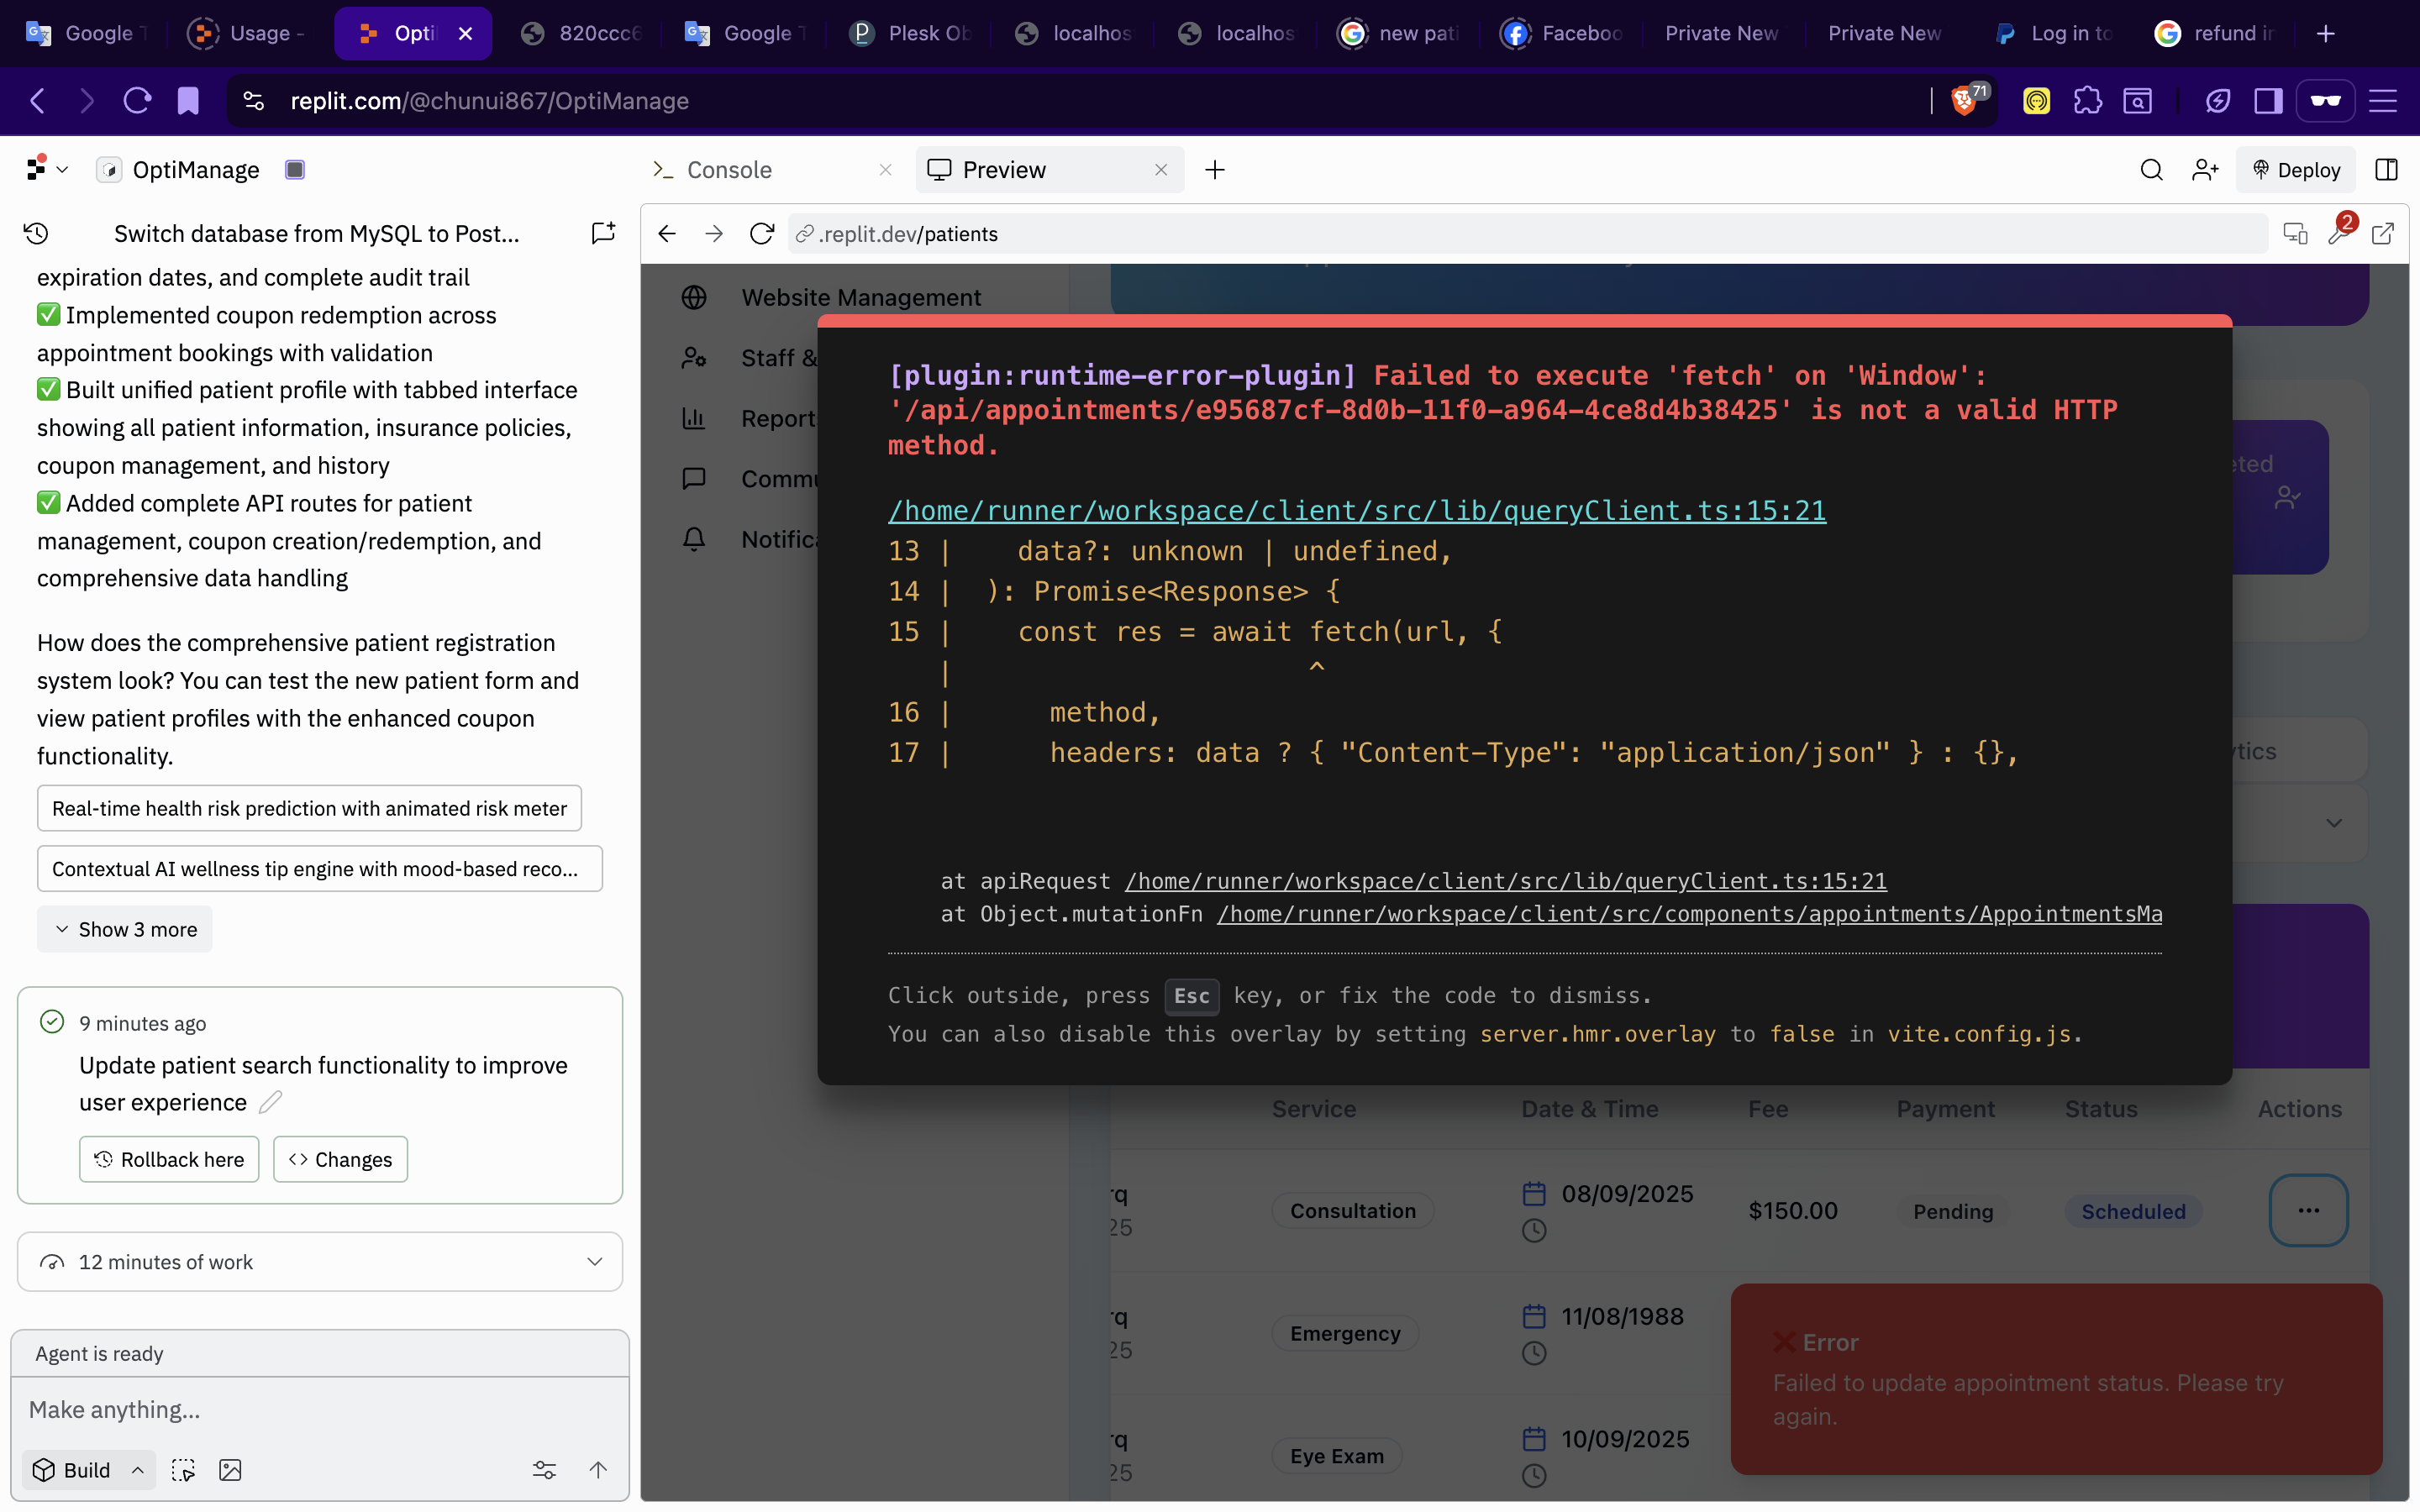 Google T
Usage -
Opti
820ccc6
Google T
Plesk Ob
localhos
localhos
new pati
Faceboo
Private New
Private New
Log in to
refund in
replit.com/@chunui867/OptiManage
71
OptiManage
Console
Preview
Deploy
Switch database from MySQL to Post...
.replit.dev/patients
2
expiration dates, and complete audit trail
✅ Implemented coupon redemption across
appointment bookings with validation
✅ Built unified patient profile with tabbed interface
showing all patient information, insurance policies,
coupon management, and history
✅ Added complete API routes for patient
management, coupon creation/redemption, and
comprehensive data handling
How does the comprehensive patient registration
system look? You can test the new patient form and
view patient profiles with the enhanced coupon
functionality.
Real-time health risk prediction with animated risk meter
Contextual AI wellness tip engine with mood-based reco...
Show 3 more
9 minutes ago
Update patient search functionality to improve
user experience
Rollback here
Changes
12 minutes of work
Agent is ready
Make anything...
Build
Website Management
Staff &
Report
Commu
Notifica
[plugin:runtime-error-plugin] Failed to execute 'fetch' on 'Window':
'/api/appointments/e95687cf-8d0b-11f0-a964-4ce8d4b38425' is not a valid HTTP
method.
/home/runner/workspace/client/src/lib/queryClient.ts:15:21
13 |    data?: unknown | undefined,
14 |  ): Promise<Response> {
15 |    const res = await fetch(url, {
|                      ^
16 |      method,
17 |      headers: data ? { "Content-Type": "application/json" } : {},
at apiRequest /home/runner/workspace/client/src/lib/queryClient.ts:15:21
at Object.mutationFn /home/runner/workspace/client/src/components/appointments/AppointmentsMa
Click outside, press Esc key, or fix the code to dismiss.
You can also disable this overlay by setting server.hmr.overlay to false in vite.config.js.
eted
ytics
Service Date & Time Fee Payment Status Actions
rq
25
Consultation
08/09/2025
$150.00
Pending
Scheduled
...
rq
25
Emergency
11/08/1988
rq
25
Eye Exam
10/09/2025
❌ Error
Failed to update appointment status. Please try
again.